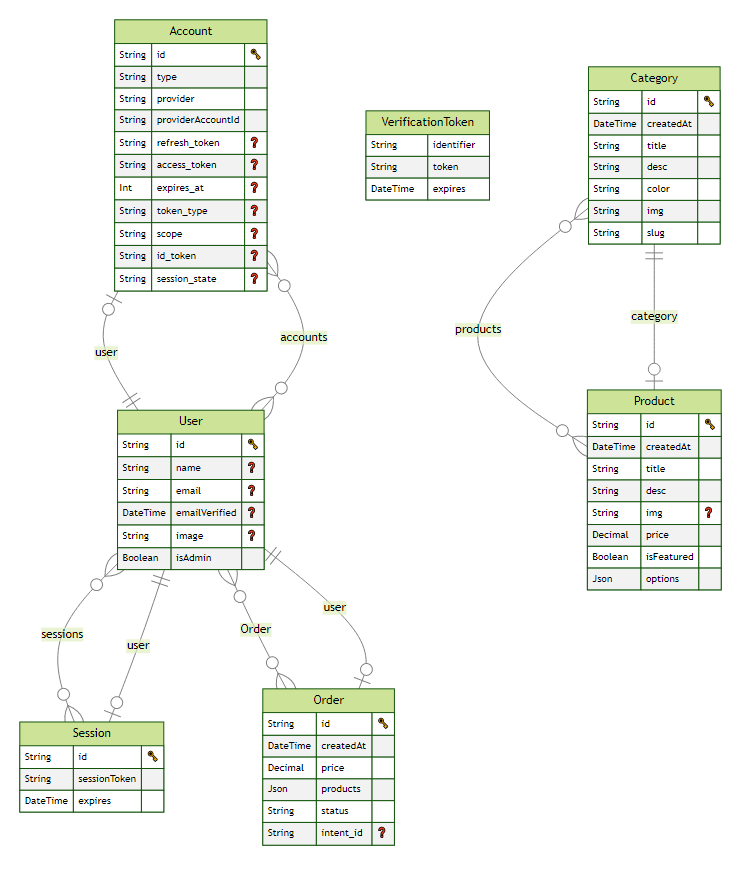 Account
String id
String type
String provider
String providerAccountId
String refresh_token ?
String access_token ?
Int expires_at ?
String token_type ?
String scope ?
String id_token ?
String session_state ?
VerificationToken
String identifier
String token
DateTime expires
Category
String id
DateTime createdAt
String title
String desc
String color
String img
String slug
products
category
user
accounts
User
String id
String name ?
String email ?
DateTime emailVerified ?
String image ?
Boolean isAdmin
Product
String id
DateTime createdAt
String title
String desc
String img ?
Decimal price
Boolean isFeatured
Json options
sessions
user
Order
user
Session
String id
String sessionToken
DateTime expires
Order
String id
DateTime createdAt
Decimal price
Json products
String status
String intent_id ?